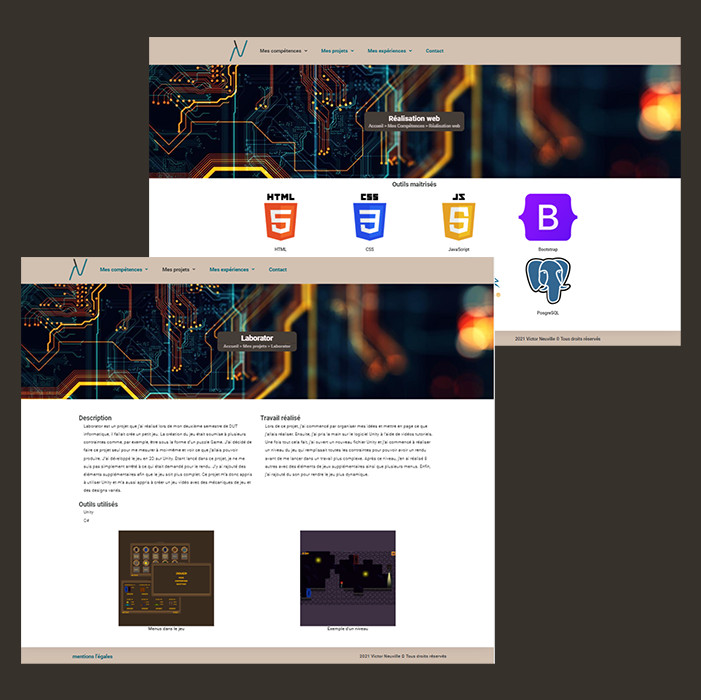 Mes compétences
Mes projets
Mes expériences
Contact
Réalisation web
Accueil » Mes Compétences » Réalisation web
Outils maitrisés
HTML
CSS
JS
HTML
CSS
JavaScript
Bootstrap
PosgreSQL
2021 Victor Neuville © Tous droits réservés
Mes compétences
Mes projets
Mes expériences
Contact
Laborator
Accueil » Mes projets » Laborator
Description
Laborator est un projet que j'ai réalisé lors de mon deuxième semestre de DUT
informatique, il fallait crée un petit jeu. La création du jeu était soumise à plusieurs
contraintes comme, par exemple, être sous la forme d'un puzzle Game. J'ai décidé de
faire ce projet seul pour me mesurer à moi-même et voir ce que j'allais pouvoir
produire. J'ai développé le jeu en 2D sur Unity. Étant lancé dans ce projet, je ne me
suis pas simplement arrêté à ce qui était demandé pour le rendu. J'y ai rajouté des
éléments supplémentaires afin que le jeu soit plus complet. Ce projet m'a donc appris
à utiliser Unity et m'a aussi appris à créer un jeu vidéo avec des mécaniques de jeu et
des designs variés.
Travail réalisé
Lors de ce projet, j'ai commencé par organiser mes idées et mettre en page ce que
j'allais réaliser. Ensuite, j'ai pris la main sur le logiciel Unity à l'aide de vidéos tutoriels.
Une fois tout cela fait, j'ai ouvert un nouveau fichier Unity et j'ai commencé à réaliser
un niveau du jeu qui remplissait toutes les contraintes pour pouvoir avoir un rendu
avant de me lancer dans un travail plus complexe. Après ce niveau, j'en ai réalisé 6
autres avec des éléments de jeux supplémentaires ainsi que plusieurs menus. Enfin,
j'ai rajouté du son pour rendre le jeu plus dynamique.
Outils utilisés
Unity
C#
Menus dans le jeu
Exemple d'un niveau
mentions l'égales
2021 Victor Neuville © Tous droits réservés